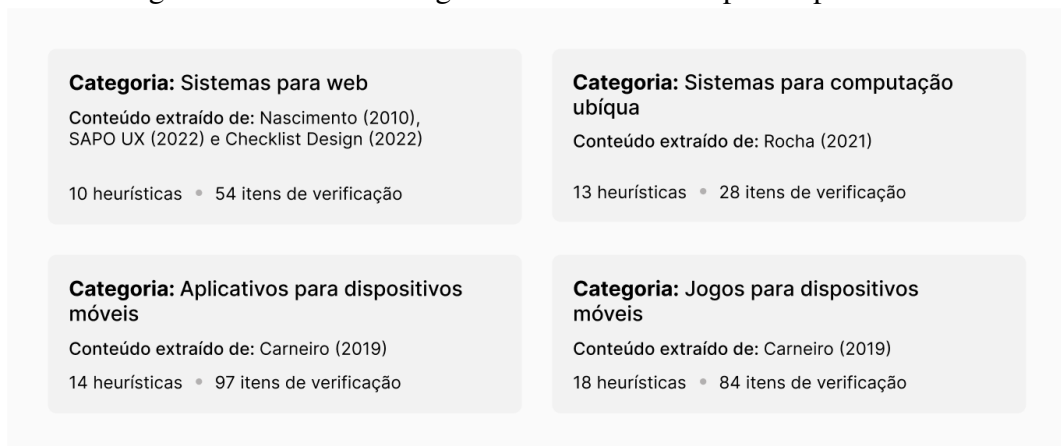 Categoria: Sistemas para web
Conteúdo extraído de: Nascimento (2010),
SAPO UX (2022) e Checklist Design (2022)
10 heurísticas • 54 itens de verificação
Categoria: Sistemas para computação
ubíqua
Conteúdo extraído de: Rocha (2021)
13 heurísticas • 28 itens de verificação
Categoria: Aplicativos para dispositivos
móveis
Conteúdo extraído de: Carneiro (2019)
14 heurísticas • 97 itens de verificação
Categoria: Jogos para dispositivos
móveis
Conteúdo extraído de: Carneiro (2019)
18 heurísticas • 84 itens de verificação